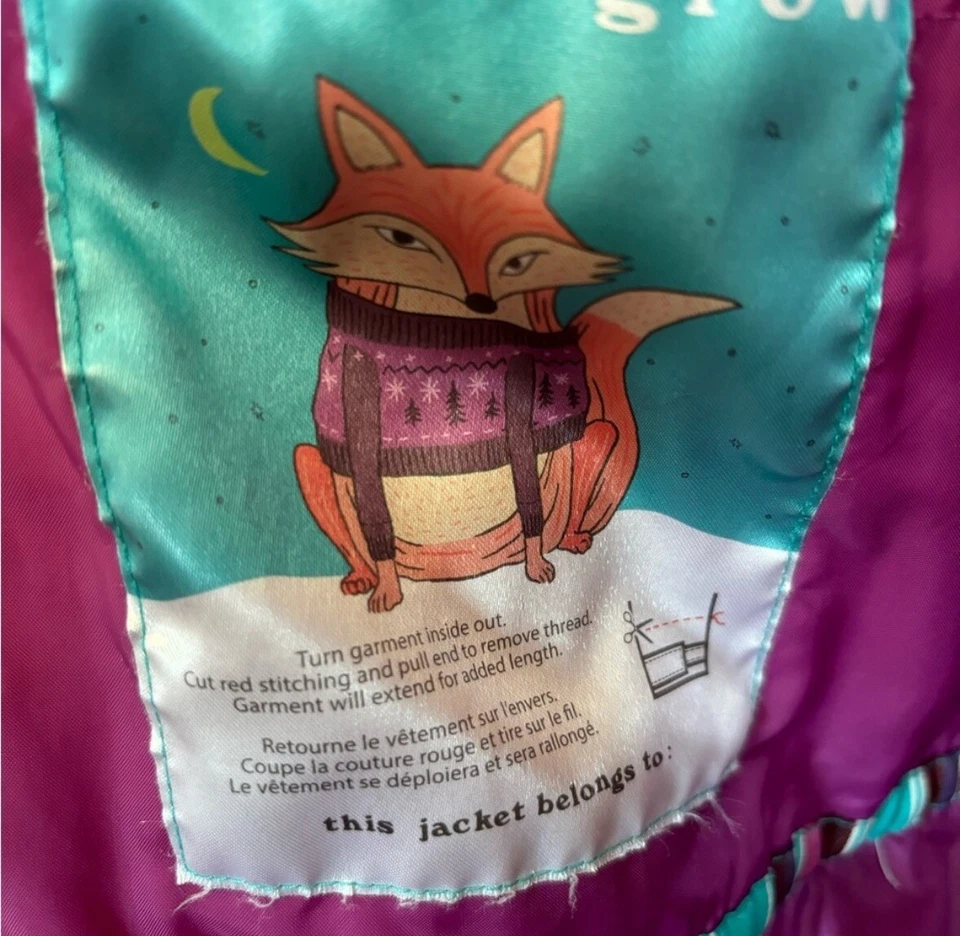 grow
Turn garment inside out.
Cut red stitching and pull end to remove thread.
Garment will extend for added length.
Retourne le vêtement sur l'envers.
Coupe la couture rouge et tire sur le fil.
Le vêtement se déploiera et sera rallongé.
this jacket belongs to: